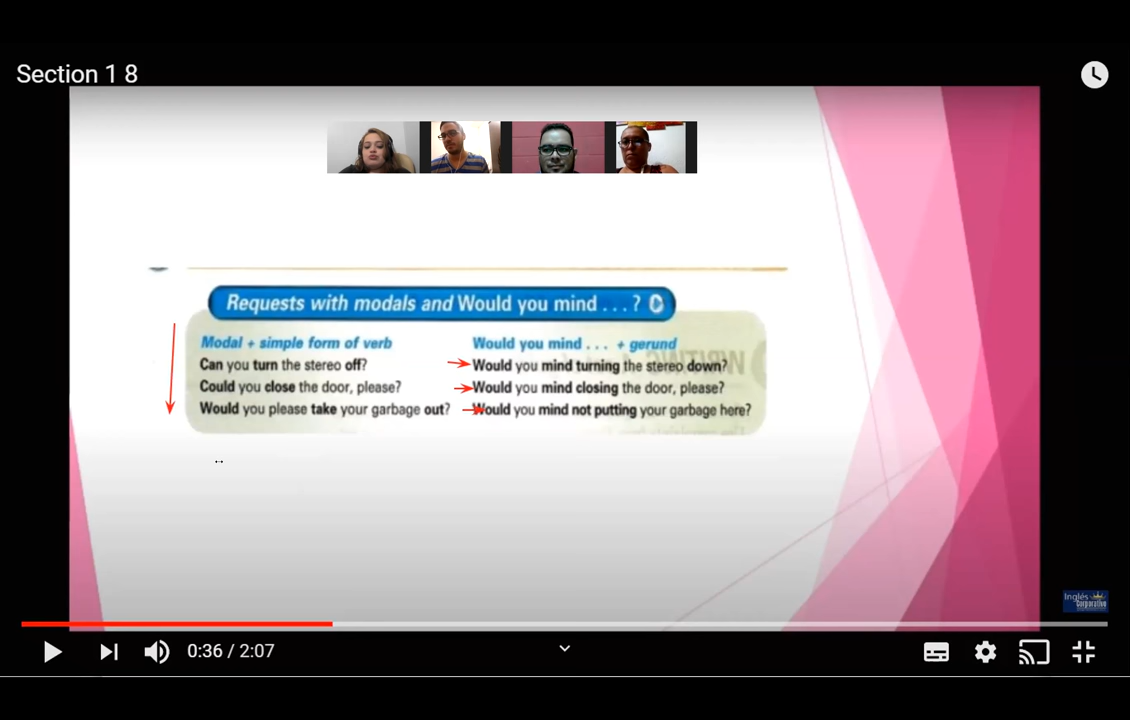 Section 1 8
Requests with modals and Would you mind . . . ?
Modal + simple form of verb
Can you turn the stereo off?
Could you close the door, please?
Would you please take your garbage out?
Would you mind . . . + gerund
Would you mind turning the stereo down?
Would you mind closing the door, please?
Would you mind not putting your garbage here?
Inglés
Corporativo
0:36 / 2:07